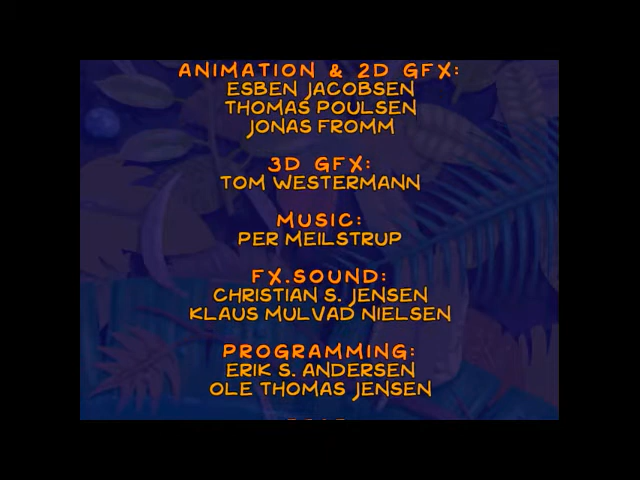 ANIMATION & 2D GFX:
ESBEN JACOBSEN
THOMAS POULSEN
JONAS FROMM
3D GFX:
TOM WESTERMANN
MUSIC:
PER MEILSTRUP
FX.SOUND:
CHRISTIAN S. JENSEN
KLAUS MULVAD NIELSEN
PROGRAMMING:
ERIK S. ANDERSEN
OLE THOMAS JENSEN